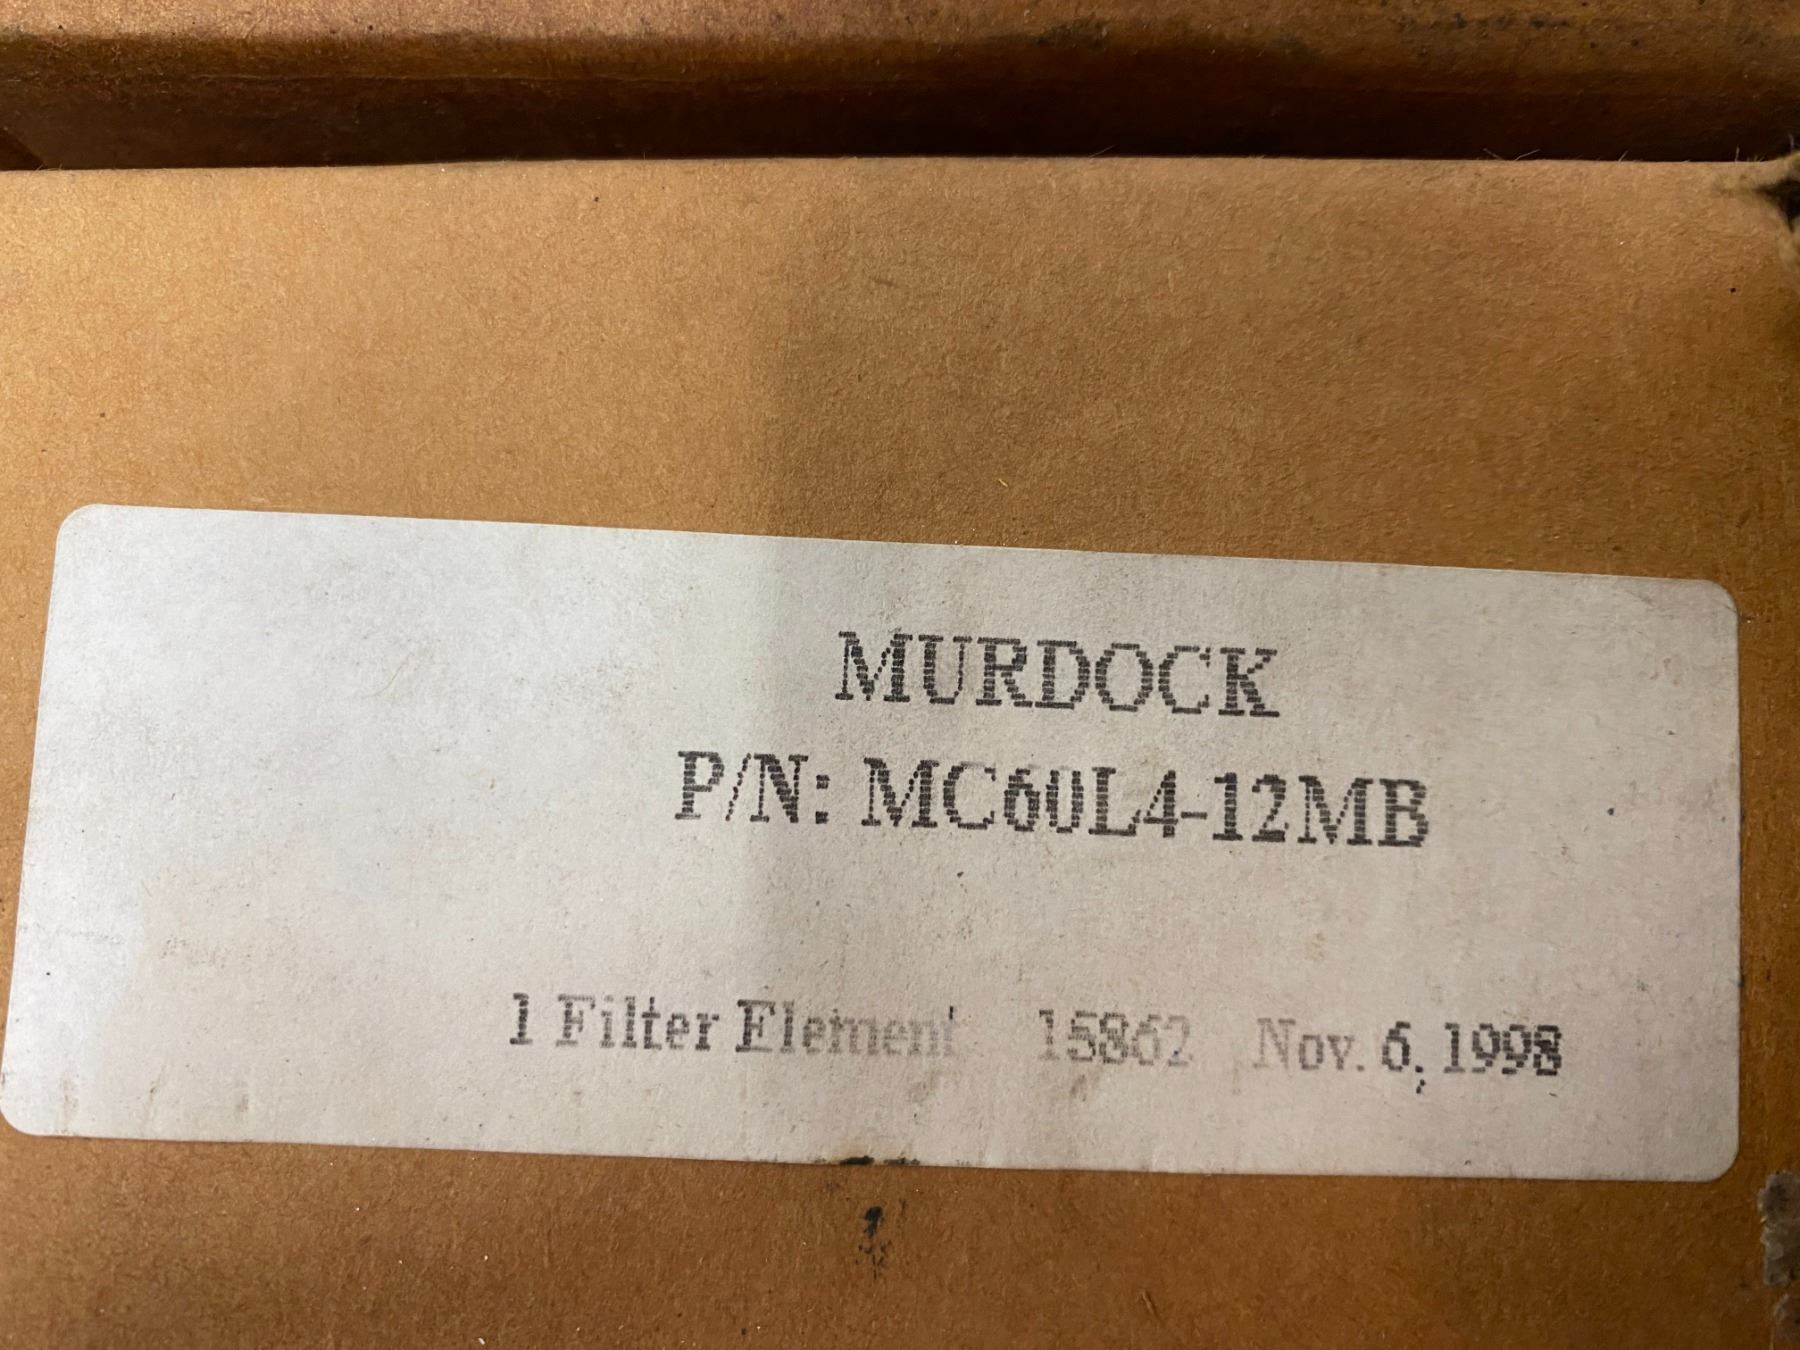 MURDOCK
P/N: MC60L4-12MB
1 Filter Element 15862 Nov. 6, 1998